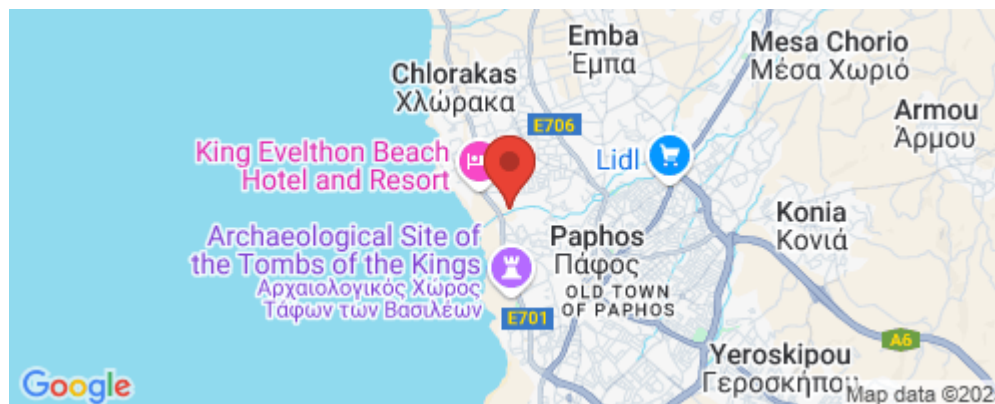 Emba
Έμπα
Mesa Chorio
Μέσα Χωριό
Chlorakas
Χλώρακα
Armou
Άρμου
E706
King Evelthon Beach
Hotel and Resort
Lidl
Konia
Κονιά
Archaeological Site of
the Tombs of the Kings
Αρχαιολογικός Χώρος
Τάφων των Βασιλέων
Paphos
Πάφος
OLD TOWN
OF PAPHOS
E701
A6
Yeroskipou
Γεροσκήπου
Google
Map data ©202